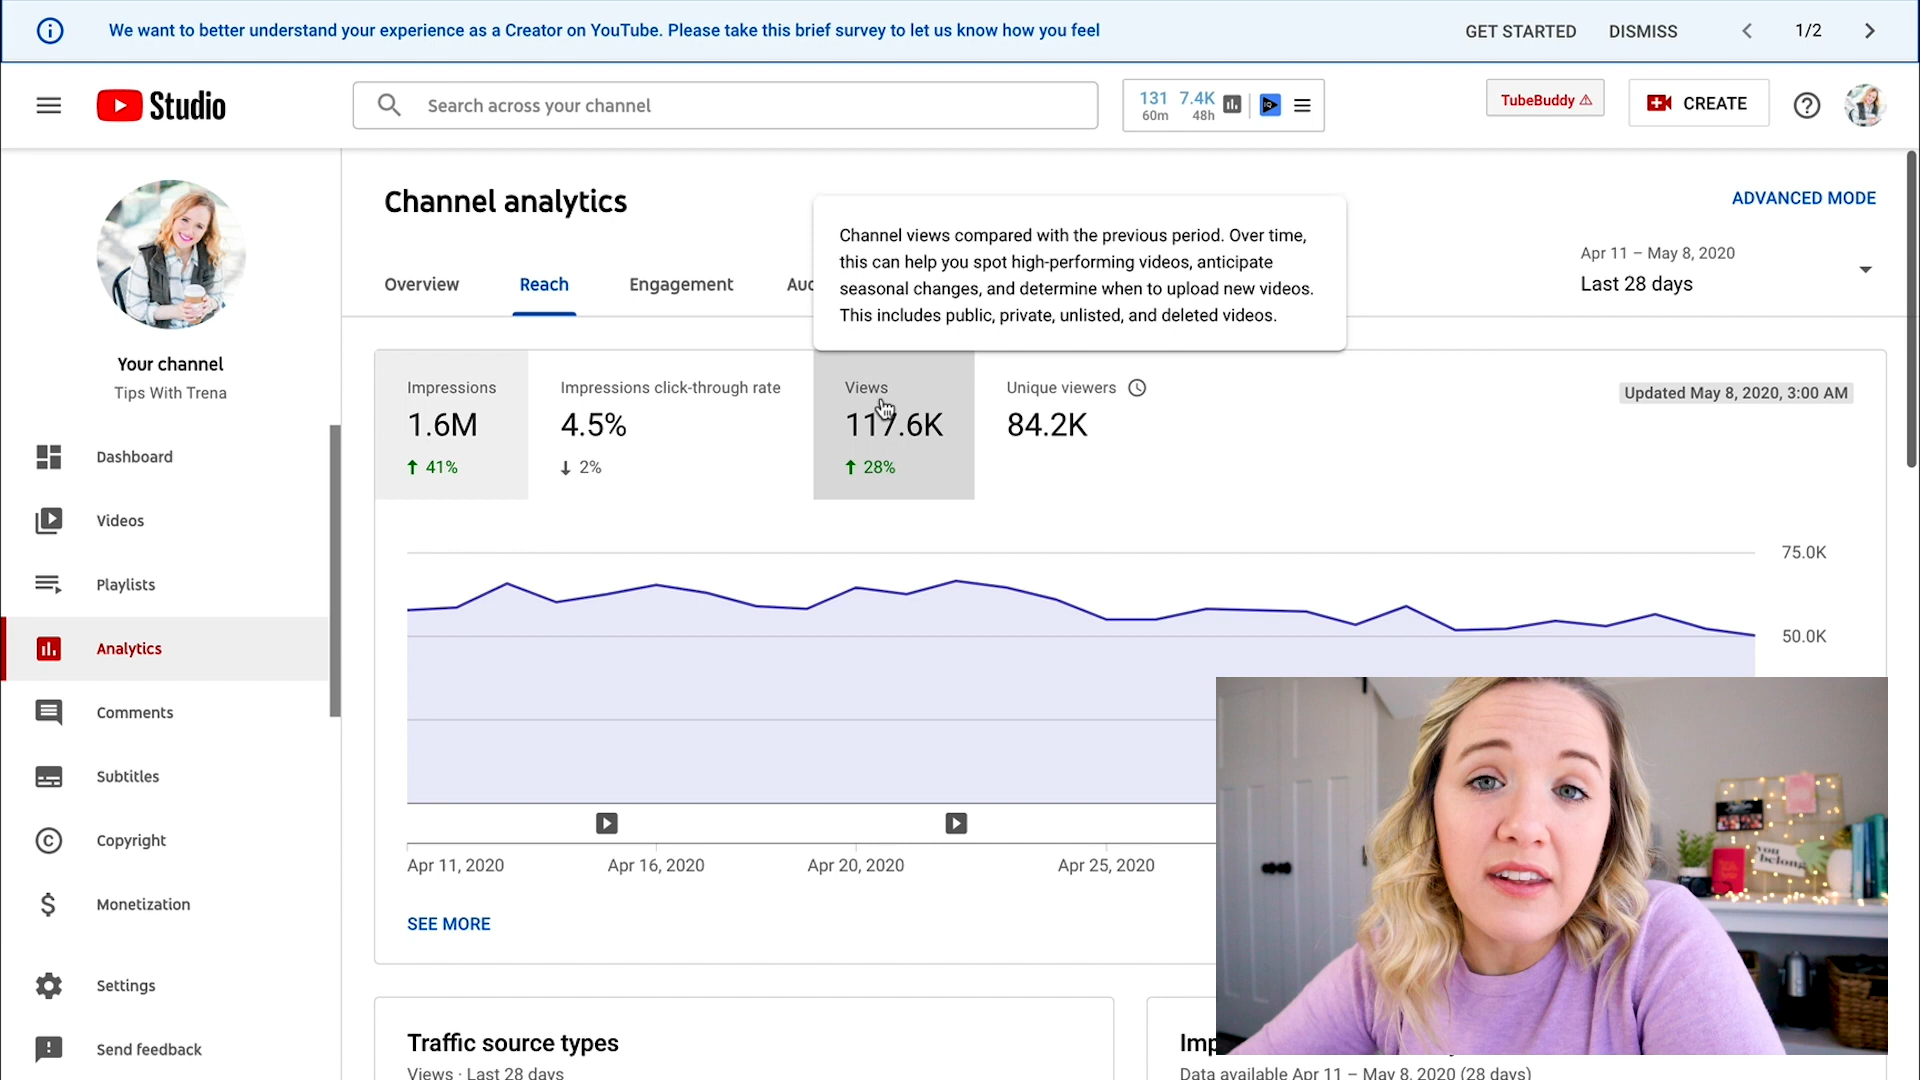 We want to better understand your experience as a Creator on YouTube. Please take this brief survey to let us know how you feel
GET STARTED
DISMISS
1/2
Studio
Search across your channel
131 7.4K
60m 48h
TubeBuddy
CREATE
Your channel
Tips With Trena
Dashboard
Videos
Playlists
Analytics
Comments
Subtitles
Copyright
Monetization
Settings
Send feedback
Channel analytics
ADVANCED MODE
Overview
Reach
Engagement
Auc
Channel views compared with the previous period. Over time,
this can help you spot high-performing videos, anticipate
seasonal changes, and determine when to upload new videos.
This includes public, private, unlisted, and deleted videos.
Apr 11 – May 8, 2020
Last 28 days
Impressions
1.6M
41%
Impressions click-through rate
4.5%
2%
Views
117.6K
28%
Unique viewers
84.2K
Updated May 8, 2020, 3:00 AM
75.0K
50.0K
Apr 11, 2020
Apr 16, 2020
Apr 20, 2020
Apr 25, 2020
SEE MORE
Traffic source types
Views · Last 28 days
Imp
Data available Apr 11 – May 8, 2020 (28 days)
you
belong